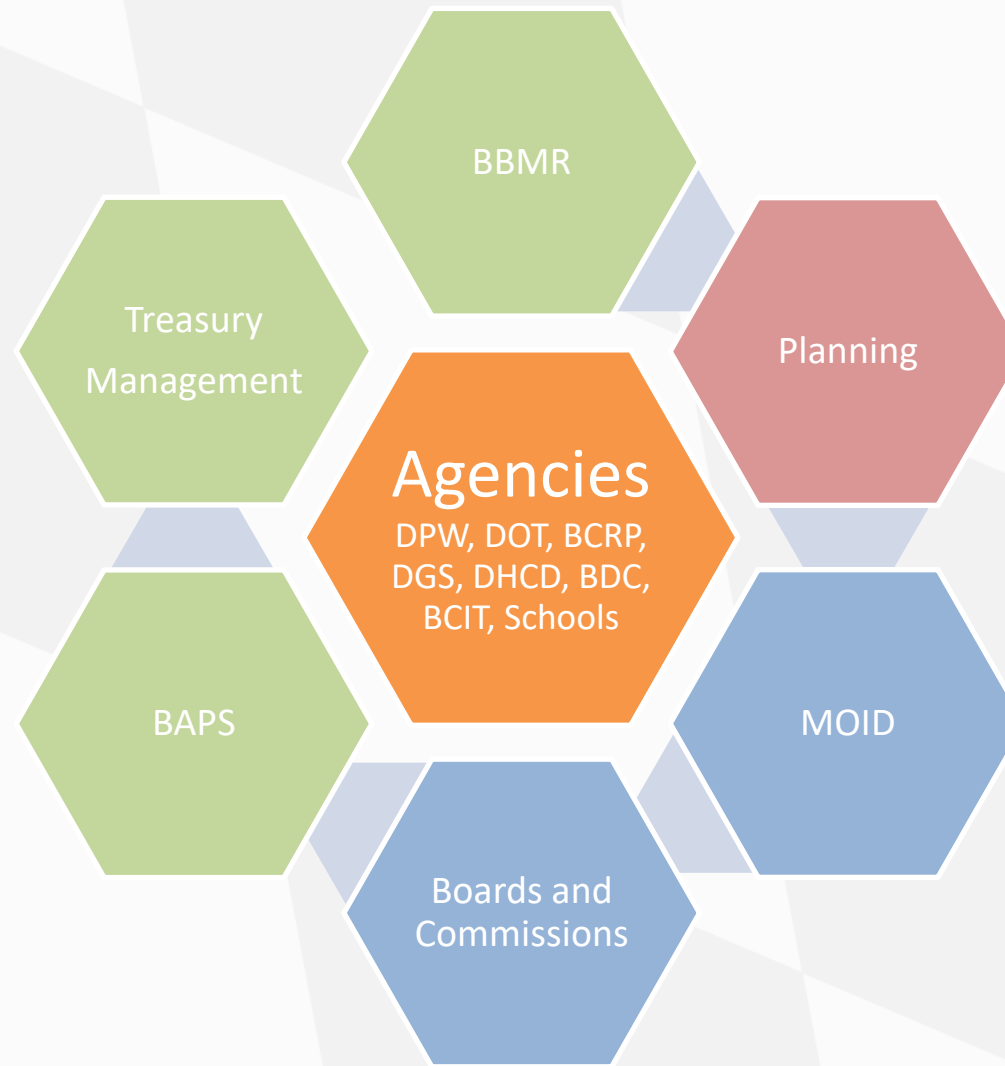 BBMR
Treasury
Management
Planning
Agencies
DPW, DOT, BCRP,
DGS, DHCD, BDC,
BCIT, Schools
BAPS
MOID
Boards and
Commissions